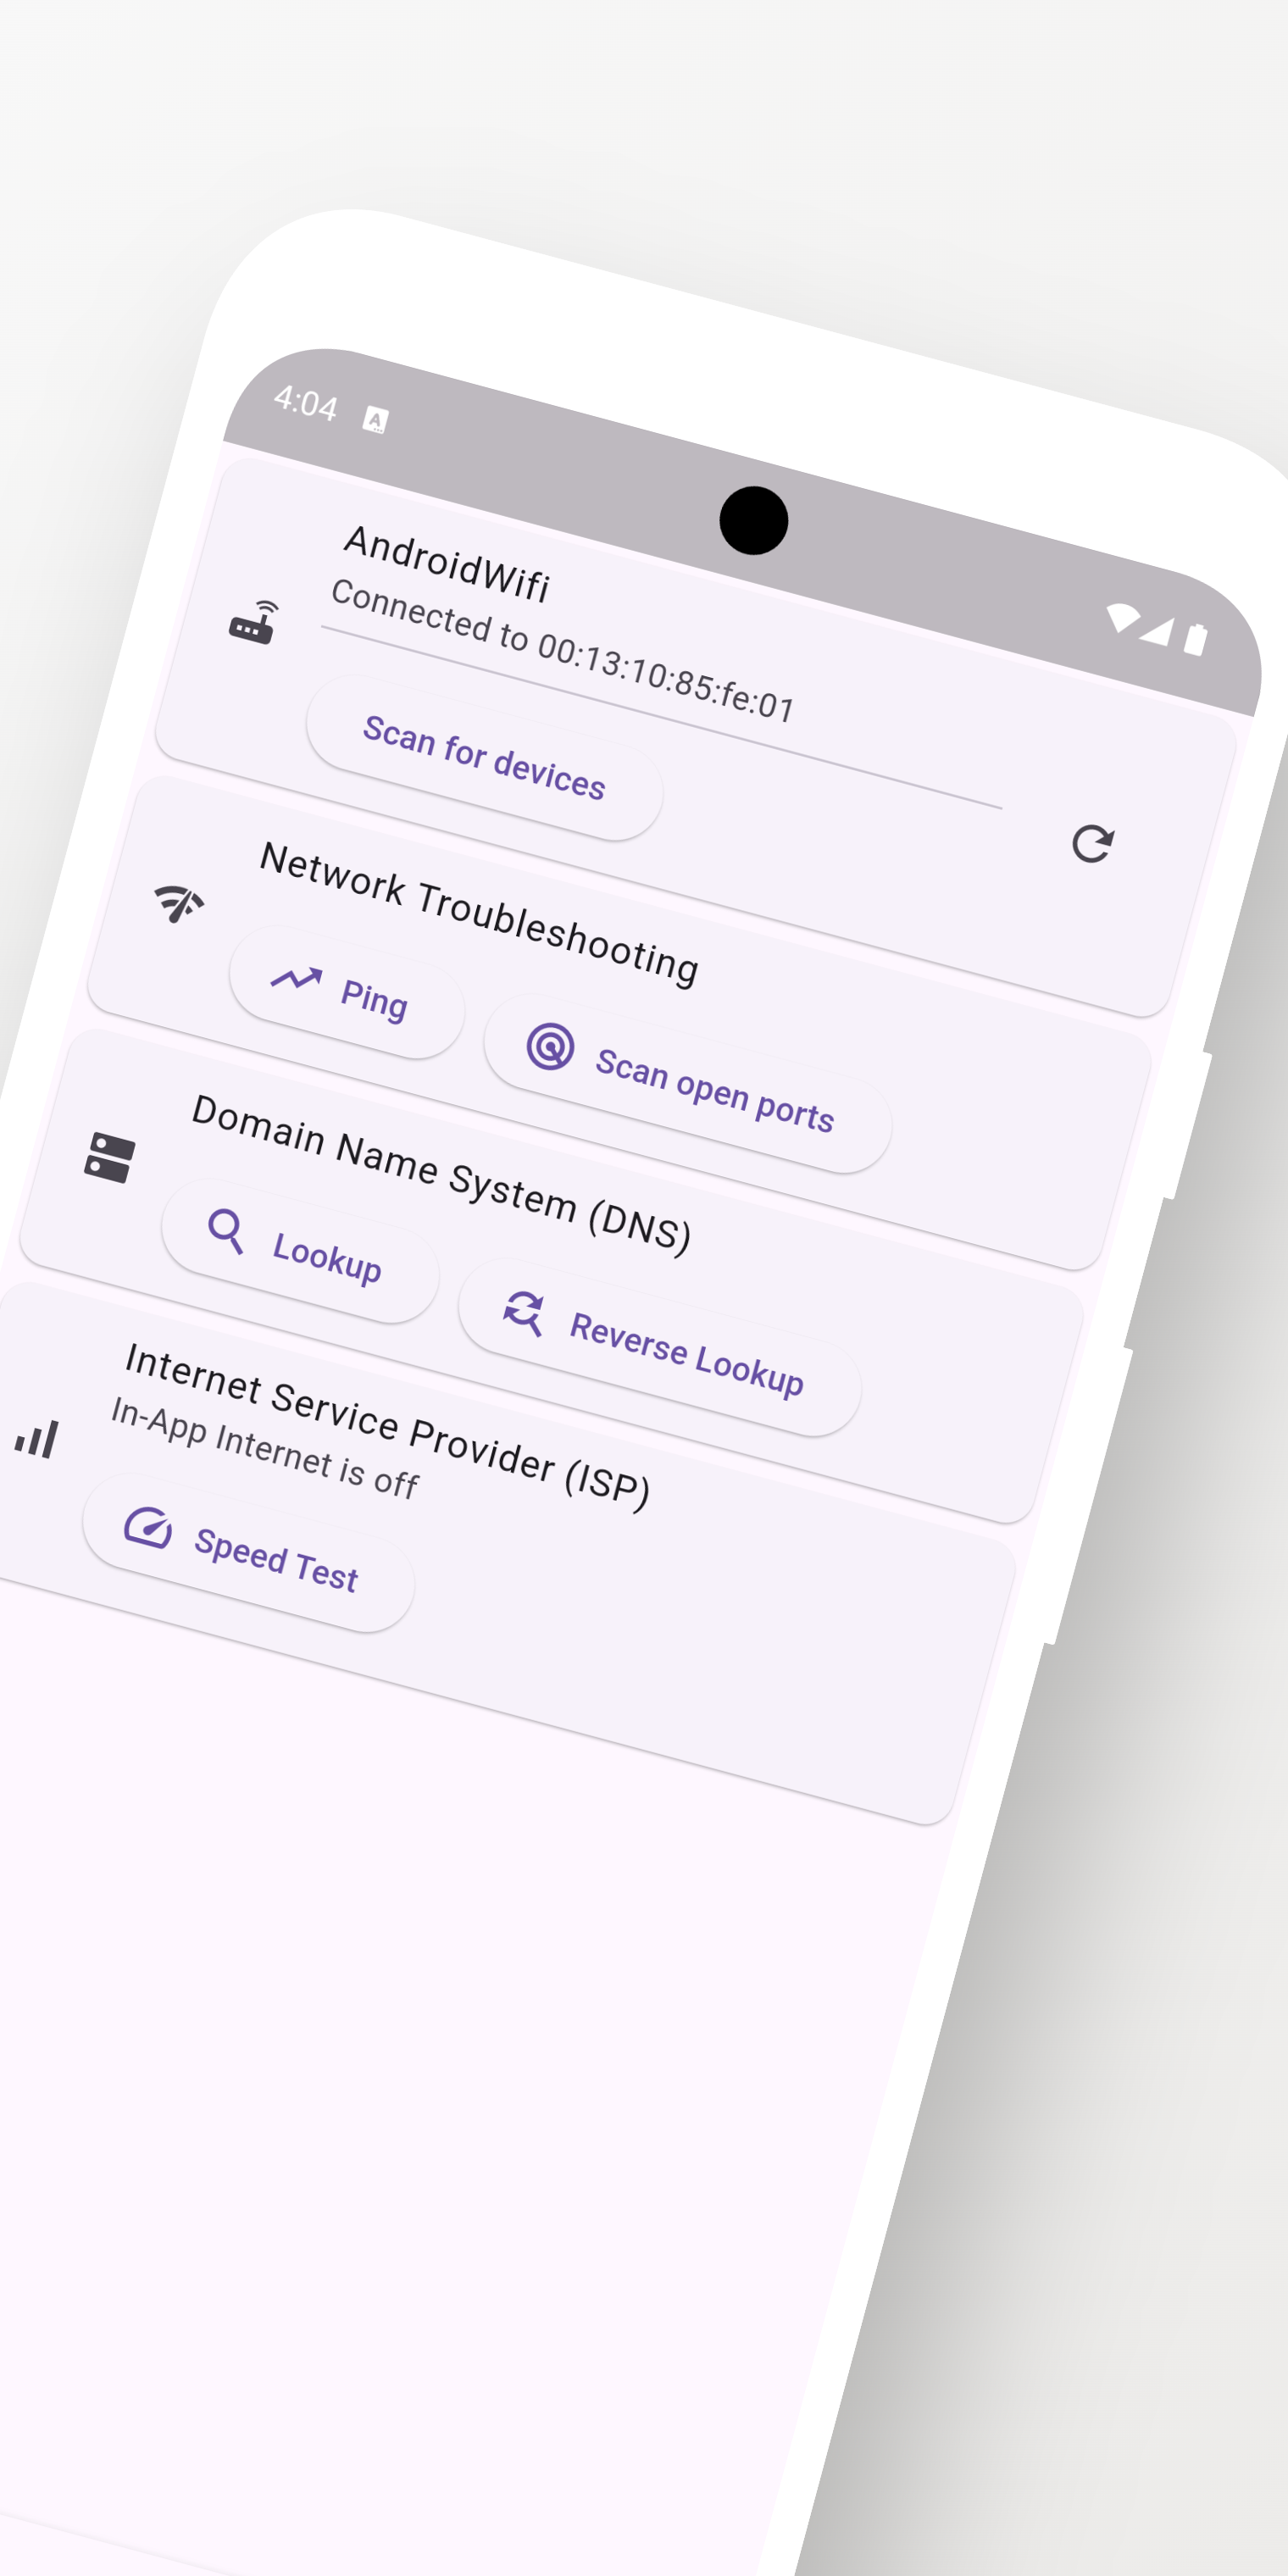 4:04 A
AndroidWifi
Connected to 00:13:10:85:fe:01
Scan for devices
Network Troubleshooting
Ping
Scan open ports
Domain Name System (DNS)
Lookup
Reverse Lookup
Internet Service Provider (ISP)
In-App Internet is off
Speed Test